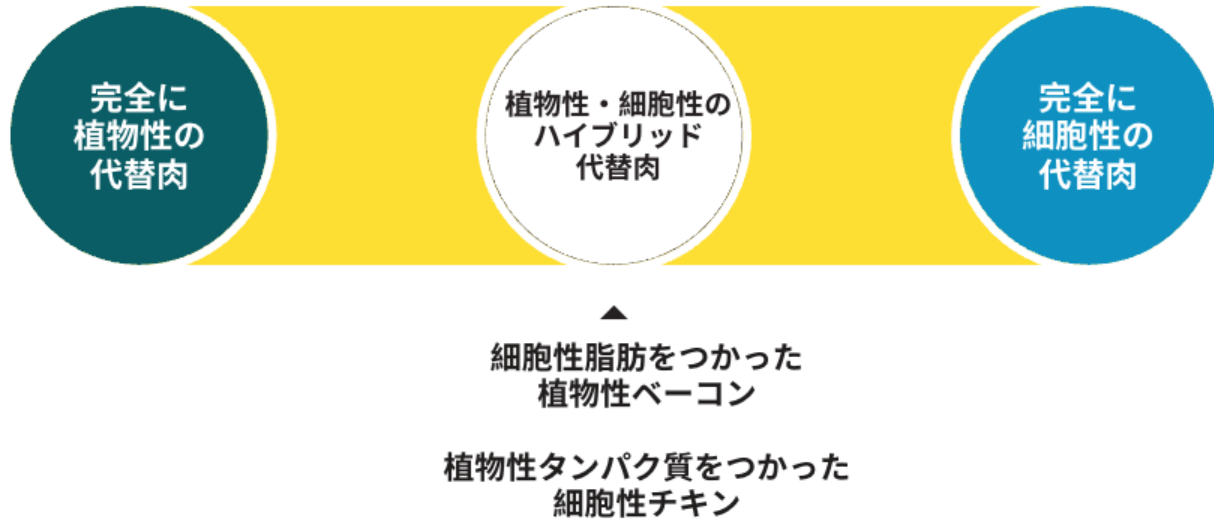 完全に
植物性の
代替肉
植物性・細胞性の
ハイブリッド
代替肉
完全に
細胞性の
代替肉
細胞性脂肪をつかった
植物性ベーコン
植物性タンパク質をつかった
細胞性チキン